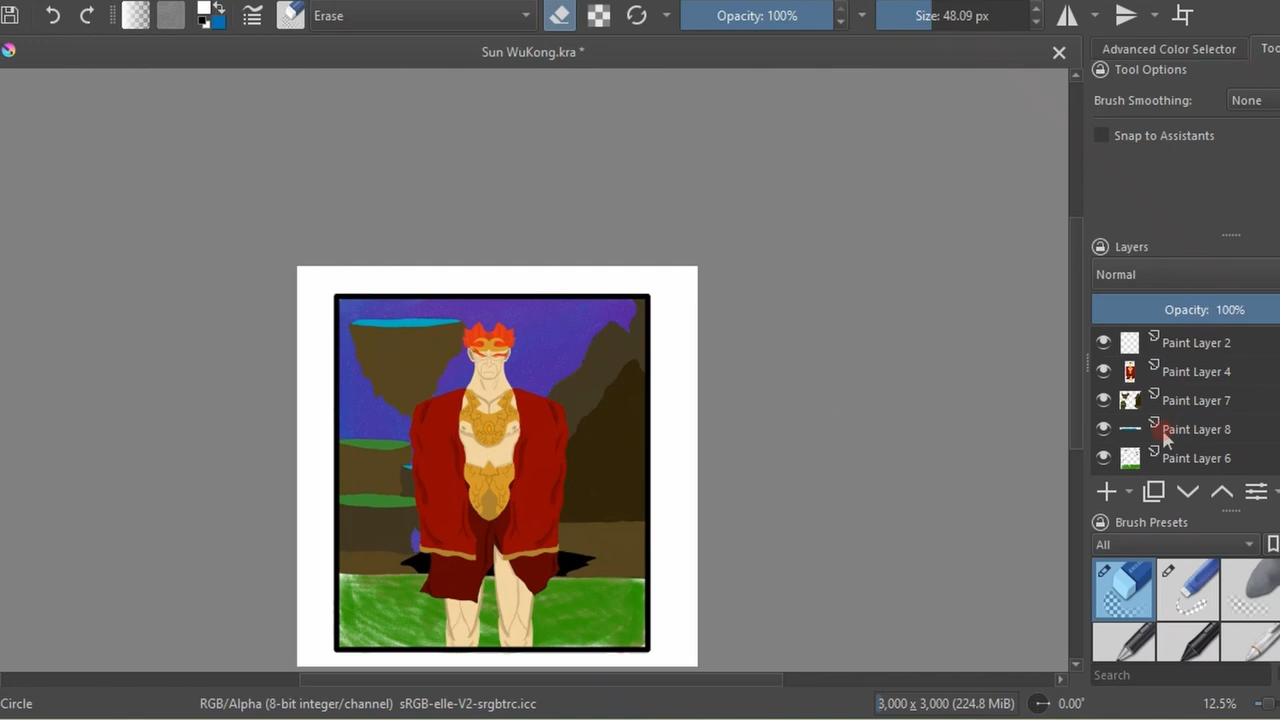 Erase
Opacity: 100%
Size: 48.09 px
Sun WuKong.kra *
Advanced Color Selector
Too
Tool Options
Brush Smoothing:
None
Snap to Assistants
Layers
Normal
Opacity: 100%
Paint Layer 2
Paint Layer 4
Paint Layer 7
Paint Layer 8
Paint Layer 6
Brush Presets
All
Search
Circle
RGB/Alpha (8-bit integer/channel) sRGB-elle-V2-srgbtrc.icc
3,000 x 3,000 (224.8 MiB)
0.00°
12.5%